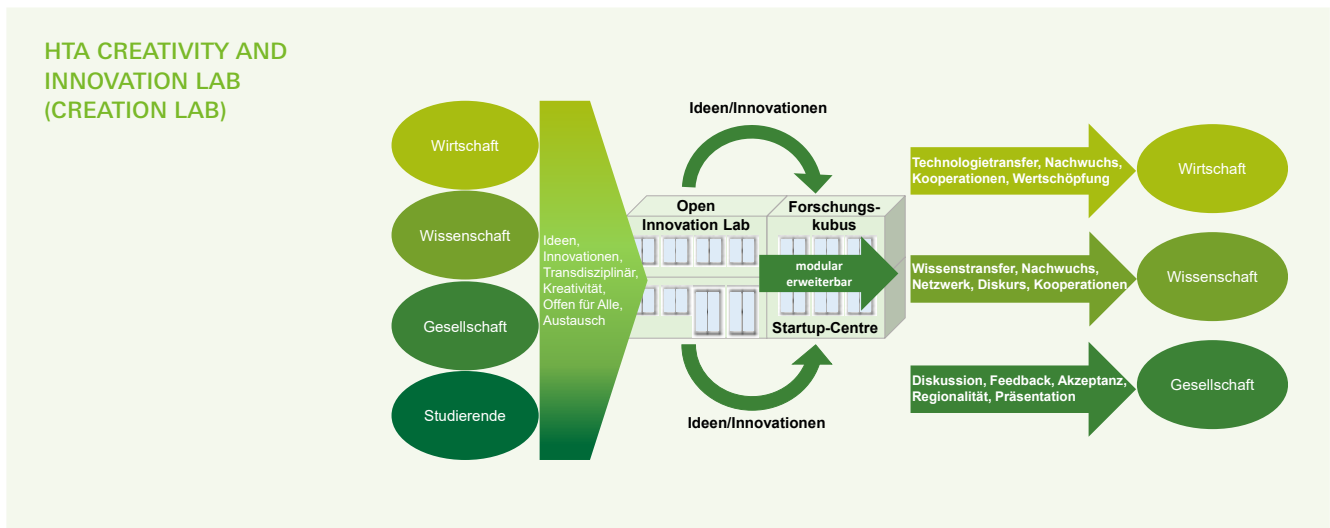 HTA CREATIVITY AND
INNOVATION LAB
(CREATION LAB)
Wirtschaft
Wissenschaft
Gesellschaft
Studierende
Ideen,
Innovationen,
Transdisziplinär,
Kreativität,
Offen für Alle,
Austausch
Ideen/Innovationen
Open
Innovation Lab
Forschungs-
kubus
modular
erweiterbar
Startup-Centre
Ideen/Innovationen
Technologietransfer, Nachwuchs,
Kooperationen, Wertschöpfung
Wirtschaft
Wissenstransfer, Nachwuchs,
Netzwerk, Diskurs, Kooperationen
Wissenschaft
Diskussion, Feedback, Akzeptanz,
Regionalität, Präsentation
Gesellschaft